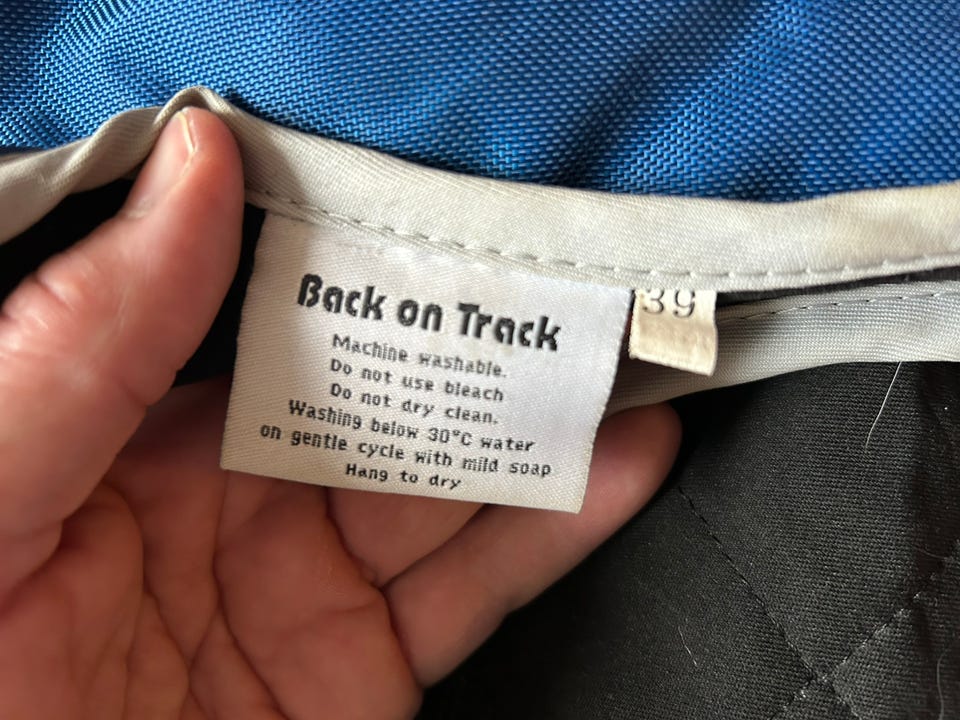 Back on Track
Machine washable.
Do not use bleach
Do not dry clean.
Washing below 30°C water
on gentle cycle with mild soap
Hang to dry
39